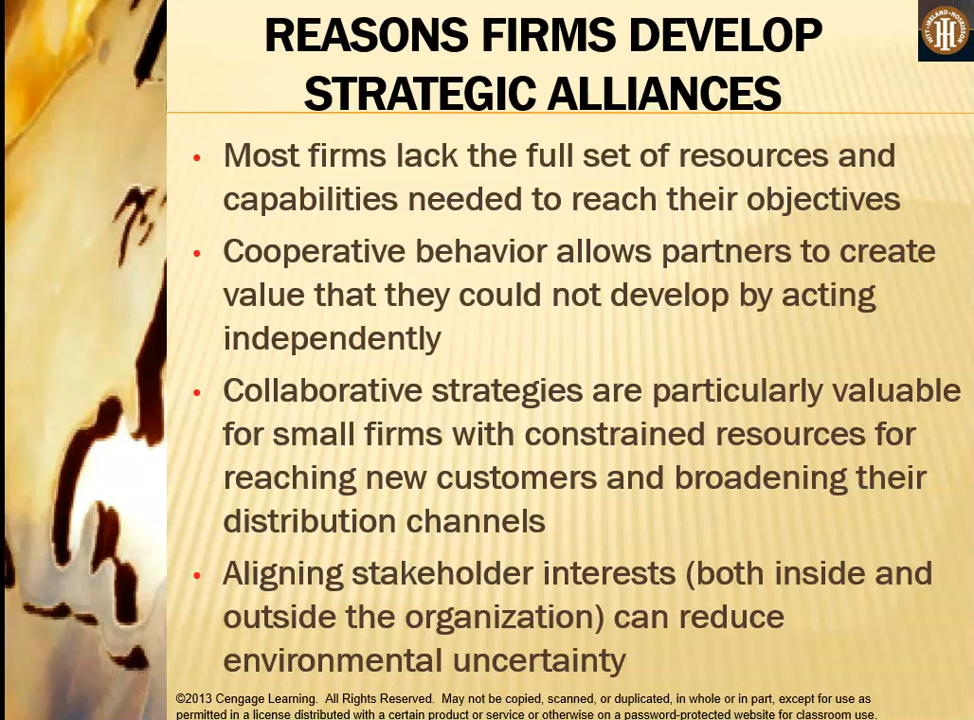 REASONS FIRMS DEVELOP
STRATEGIC ALLIANCES
HITT·IRELAND·HOSKISSON
• Most firms lack the full set of resources and
capabilities needed to reach their objectives
• Cooperative behavior allows partners to create
value that they could not develop by acting
independently
• Collaborative strategies are particularly valuable
for small firms with constrained resources for
reaching new customers and broadening their
distribution channels
• Aligning stakeholder interests (both inside and
outside the organization) can reduce
environmental uncertainty
©2013 Cengage Learning. All Rights Reserved. May not be copied, scanned, or duplicated, in whole or in part, except for use as
permitted in a license distributed with a certain product or service or otherwise on a password-protected website for classroom use.